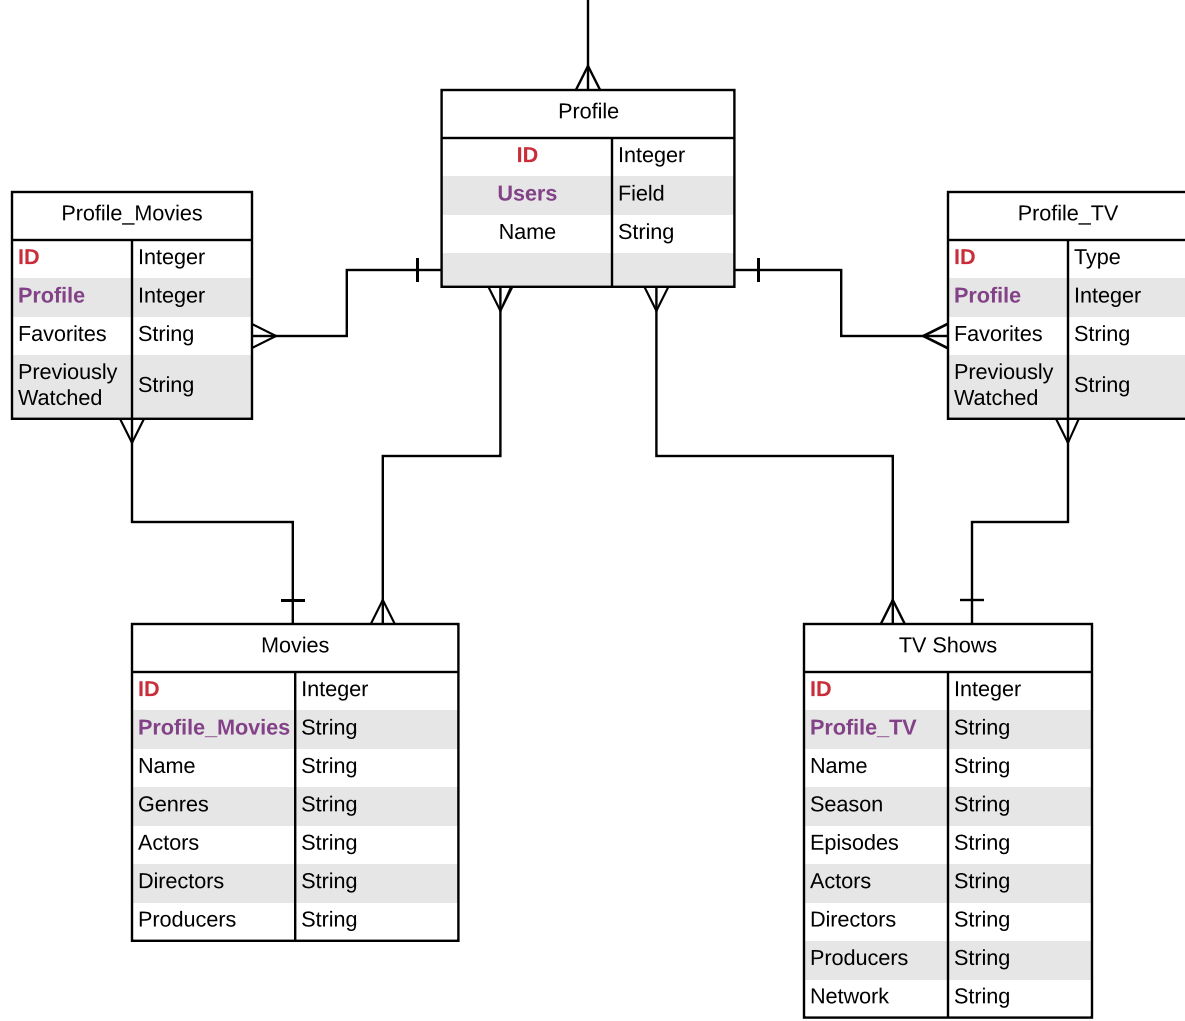 Profile
ID Integer
Users Field
Name String
Profile_Movies
ID Integer
Profile Integer
Favorites String
Previously
Watched
String
Profile_TV
ID Type
Profile Integer
Favorites String
Previously
Watched
String
Movies
ID Integer
Profile_Movies String
Name String
Genres String
Actors String
Directors String
Producers String
TV Shows
ID Integer
Profile_TV String
Name String
Season String
Episodes String
Actors String
Directors String
Producers String
Network String